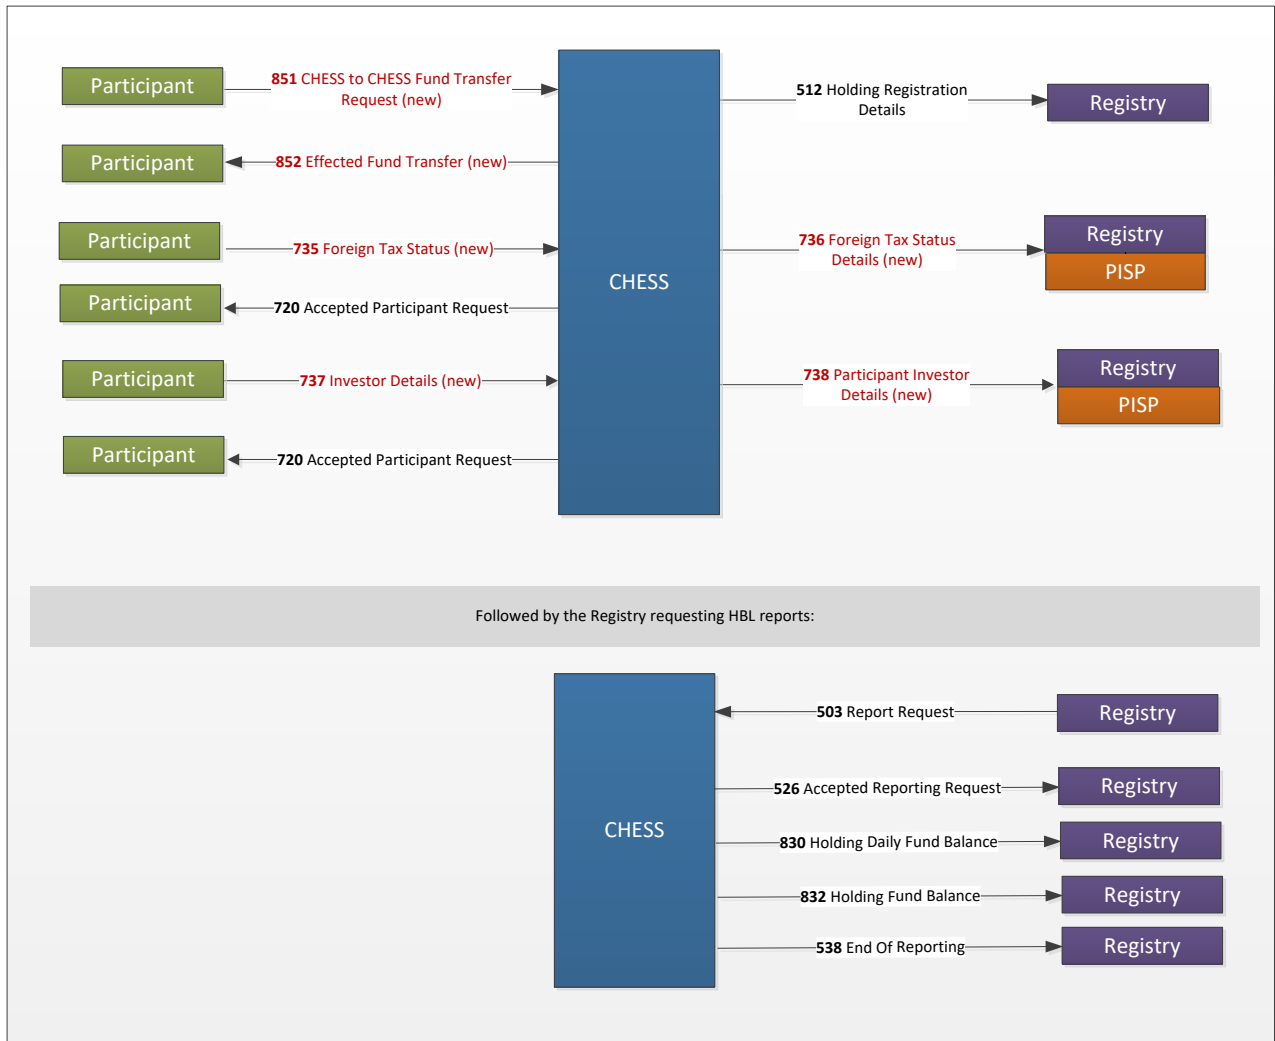 Participant
851 CHESS to CHESS Fund Transfer
Request (new)
512 Holding Registration
Details
Registry
Participant
852 Effected Fund Transfer (new)
Participant
735 Foreign Tax Status (new)
736 Foreign Tax Status
Details (new)
Registry
PISP
CHESS
Participant
720 Accepted Participant Request
Participant
737 Investor Details (new)
738 Participant Investor
Details (new)
Registry
PISP
Participant
720 Accepted Participant Request
Followed by the Registry requesting HBL reports:
503 Report Request
Registry
526 Accepted Reporting Request
Registry
CHESS
830 Holding Daily Fund Balance
Registry
832 Holding Fund Balance
Registry
538 End Of Reporting
Registry